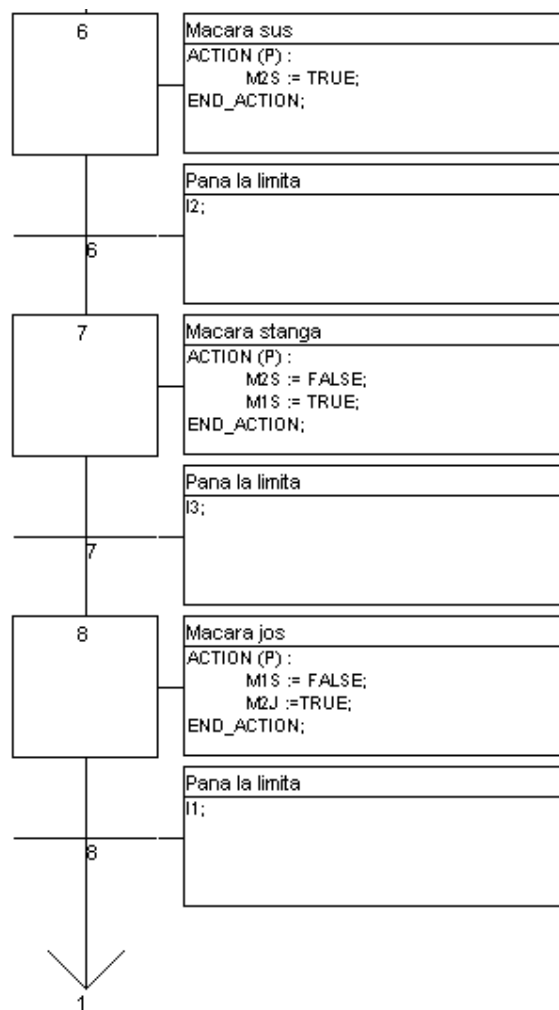 6
Macara sus
ACTION (P) :
M2S := TRUE;
END_ACTION;
Pana la limita
I2;
6
7
Macara stanga
ACTION (P) :
M2S := FALSE;
M1S := TRUE;
END_ACTION;
Pana la limita
I3;
7
8
Macara jos
ACTION (P) :
M1S := FALSE;
M2J :=TRUE;
END_ACTION;
Pana la limita
I1;
8
1